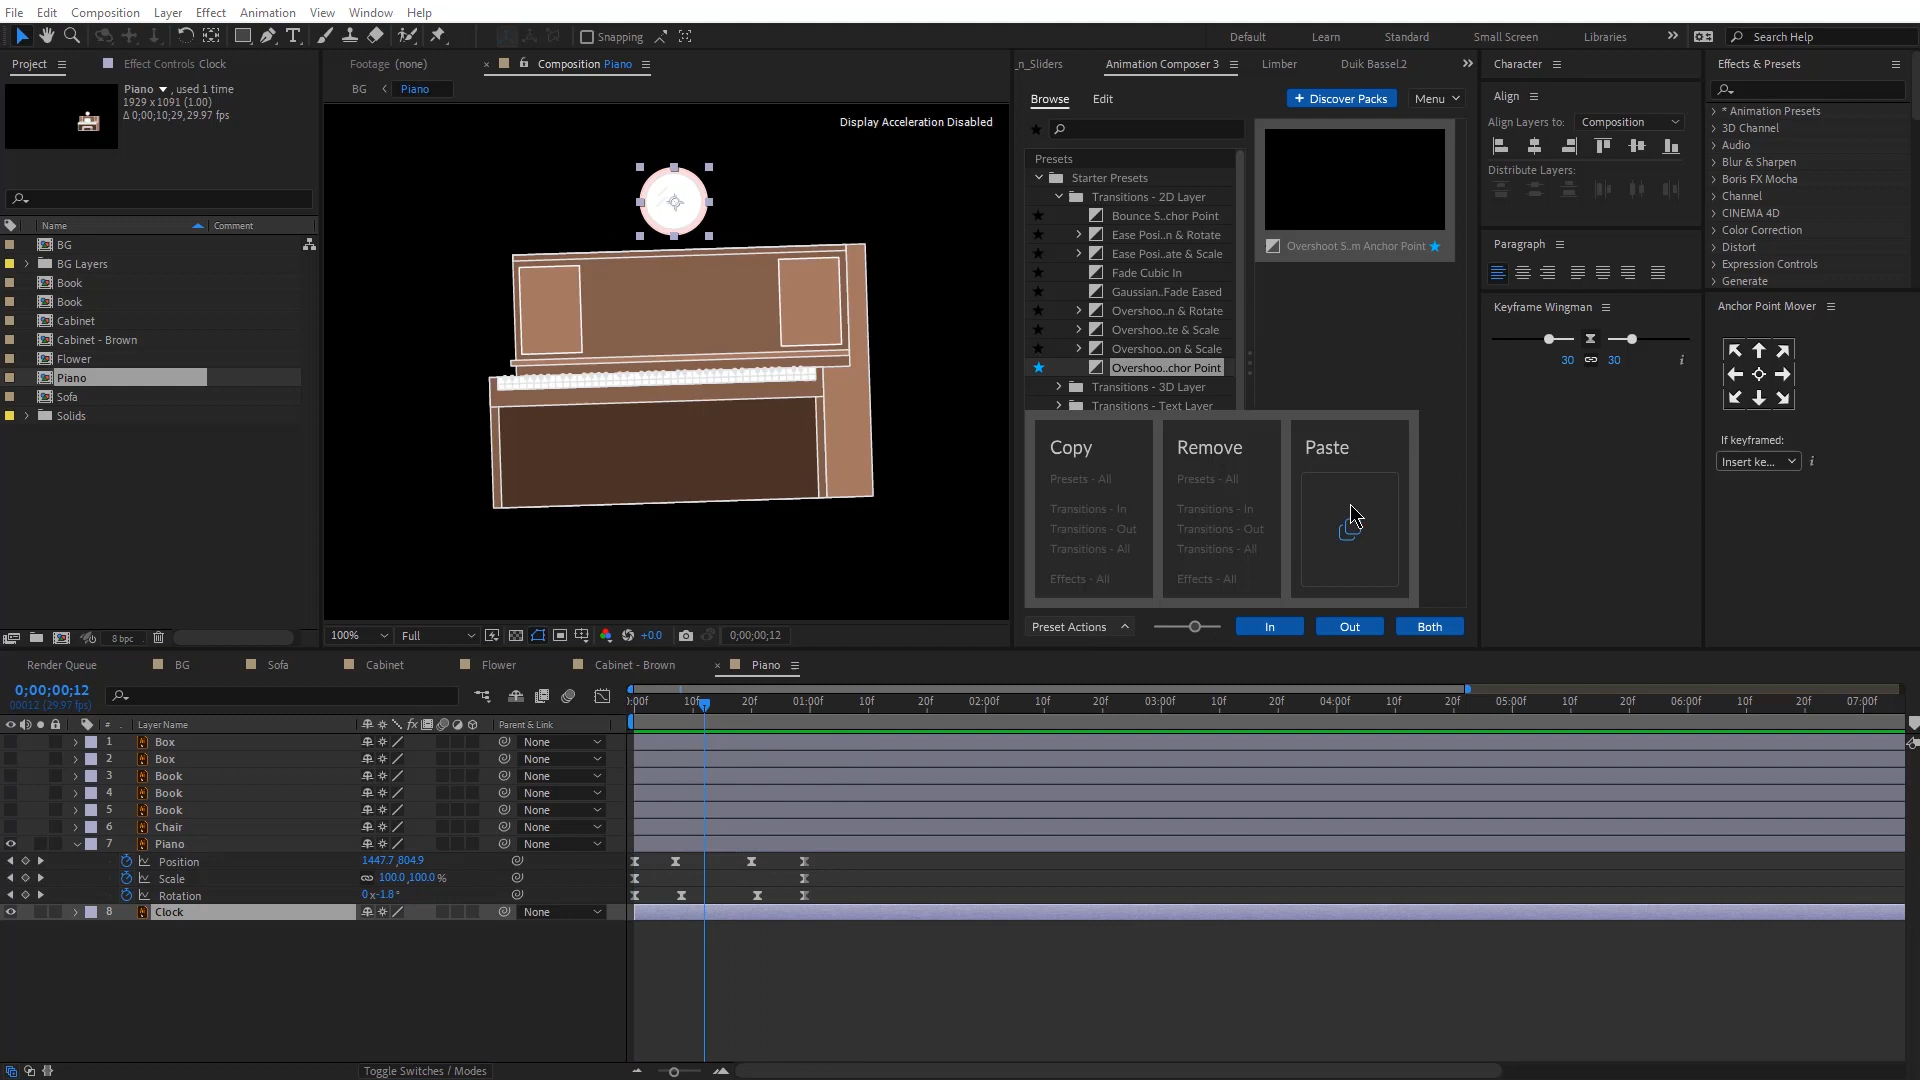 File Edit Composition Layer Effect Animation View Window Help
Snapping Default Learn Standard Small Screen Libraries Search Help
Project Effect Controls Clock
Piano , used 1 time
1929 x 1091 (1.00)
Δ 0;00;10;29, 29.97 fps
Name Comment
BG
BG Layers
Book
Book
Cabinet
Cabinet - Brown
Flower
Piano
Sofa
Solids
8 bpc
Footage (none) Composition Piano
BG Piano
Display Acceleration Disabled
100% Full +0.0 0;00;00;12
_n_Sliders Animation Composer 3 Limber Duik Bassel.2
Browse Edit + Discover Packs Menu
Presets
Starter Presets
Transitions - 2D Layer
Bounce S..chor Point
Ease Posi..n & Rotate
Ease Posi..ate & Scale
Fade Cubic In
Gaussian..Fade Eased
Overshoo..n & Rotate
Overshoo..te & Scale
Overshoo..on & Scale
Overshoo..chor Point
Transitions - 3D Layer
Transitions - Text Layer
Overshoot S..m Anchor Point
Copy
Presets - All
Transitions - In
Transitions - Out
Transitions - All
Effects - All
Remove
Presets - All
Transitions - In
Transitions - Out
Transitions - All
Effects - All
Paste
Preset Actions In Out Both
Character
Align
Align Layers to: Composition
Distribute Layers:
Paragraph
Keyframe Wingman
30 30 i
Effects & Presets
* Animation Presets
3D Channel
Audio
Blur & Sharpen
Boris FX Mocha
Channel
CINEMA 4D
Color Correction
Distort
Expression Controls
Generate
Anchor Point Mover
If keyframed:
Insert ke... i
Render Queue BG Sofa Cabinet Flower Cabinet - Brown Piano
0;00;00;12
00012 (29.97 fps)
:00f 10f 20f 01:00f 10f 20f 02:00f 10f 20f 03:00f 10f 20f 04:00f 10f 20f 05:00f 10f 20f 06:00f 10f 20f 07:00f
# Layer Name fx Parent & Link
1 Box None
2 Box None
3 Book None
4 Book None
5 Book None
6 Chair None
7 Piano None
Position 1447.7,804.9
Scale 100.0,100.0 %
Rotation 0 x-1.8 °
8 Clock None
Toggle Switches / Modes